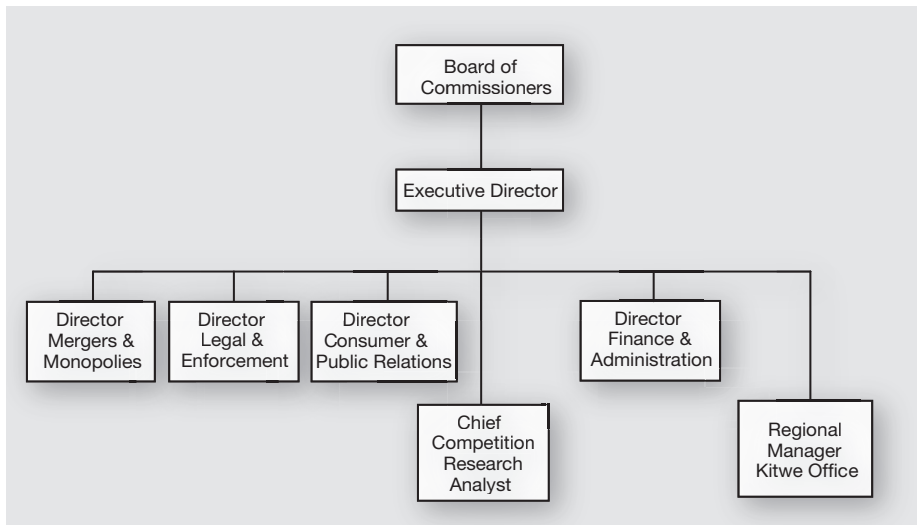 Board of
Commissioners
Executive Director
Director
Mergers &
Monopolies
Director
Legal &
Enforcement
Director
Consumer &
Public Relations
Director
Finance &
Administration
Chief
Competition
Research
Analyst
Regional
Manager
Kitwe Office